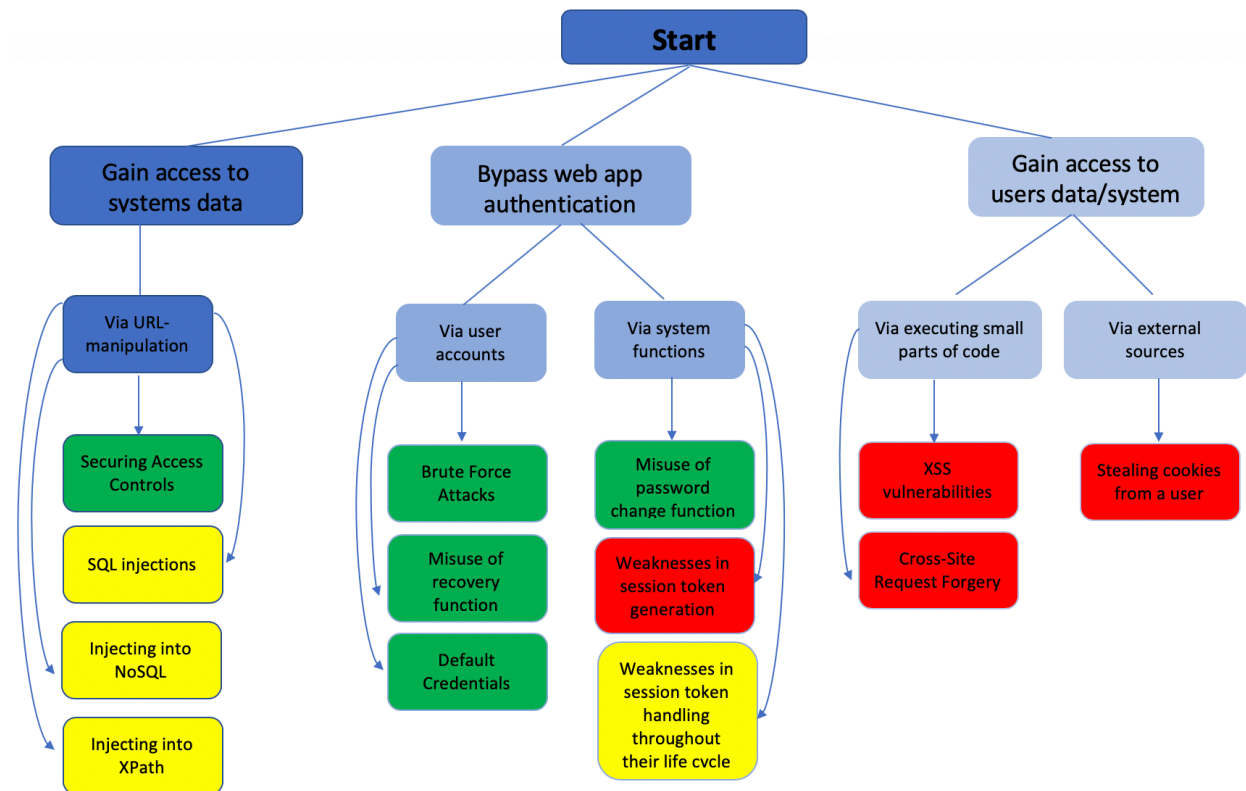 Start
Gain access to
systems data
Bypass web app
authentication
Gain access to
users data/system
Via URL-
manipulation
Via user
accounts
Via system
functions
Via executing small
parts of code
Via external
sources
Securing Access
Controls
SQL injections
Injecting into
NoSQL
Injecting into
XPath
Brute Force
Attacks
Misuse of
recovery
function
Default
Credentials
Misuse of
password
change function
Weaknesses in
session token
generation
Weaknesses in
session token
handling
throughout
their life cycle
XSS
vulnerabilities
Cross-Site
Request Forgery
Stealing cookies
from a user